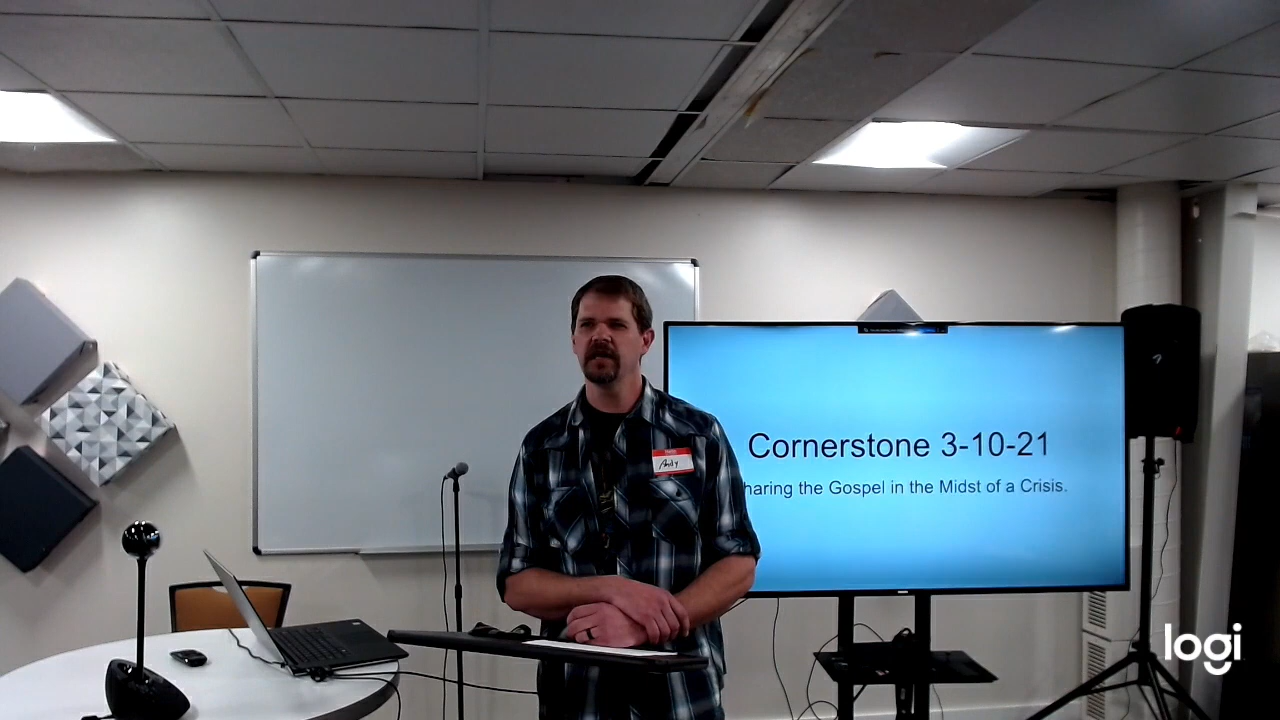 Cornerstone 3-10-21
haring the Gospel in the Midst of a Crisis.
Andy
logi